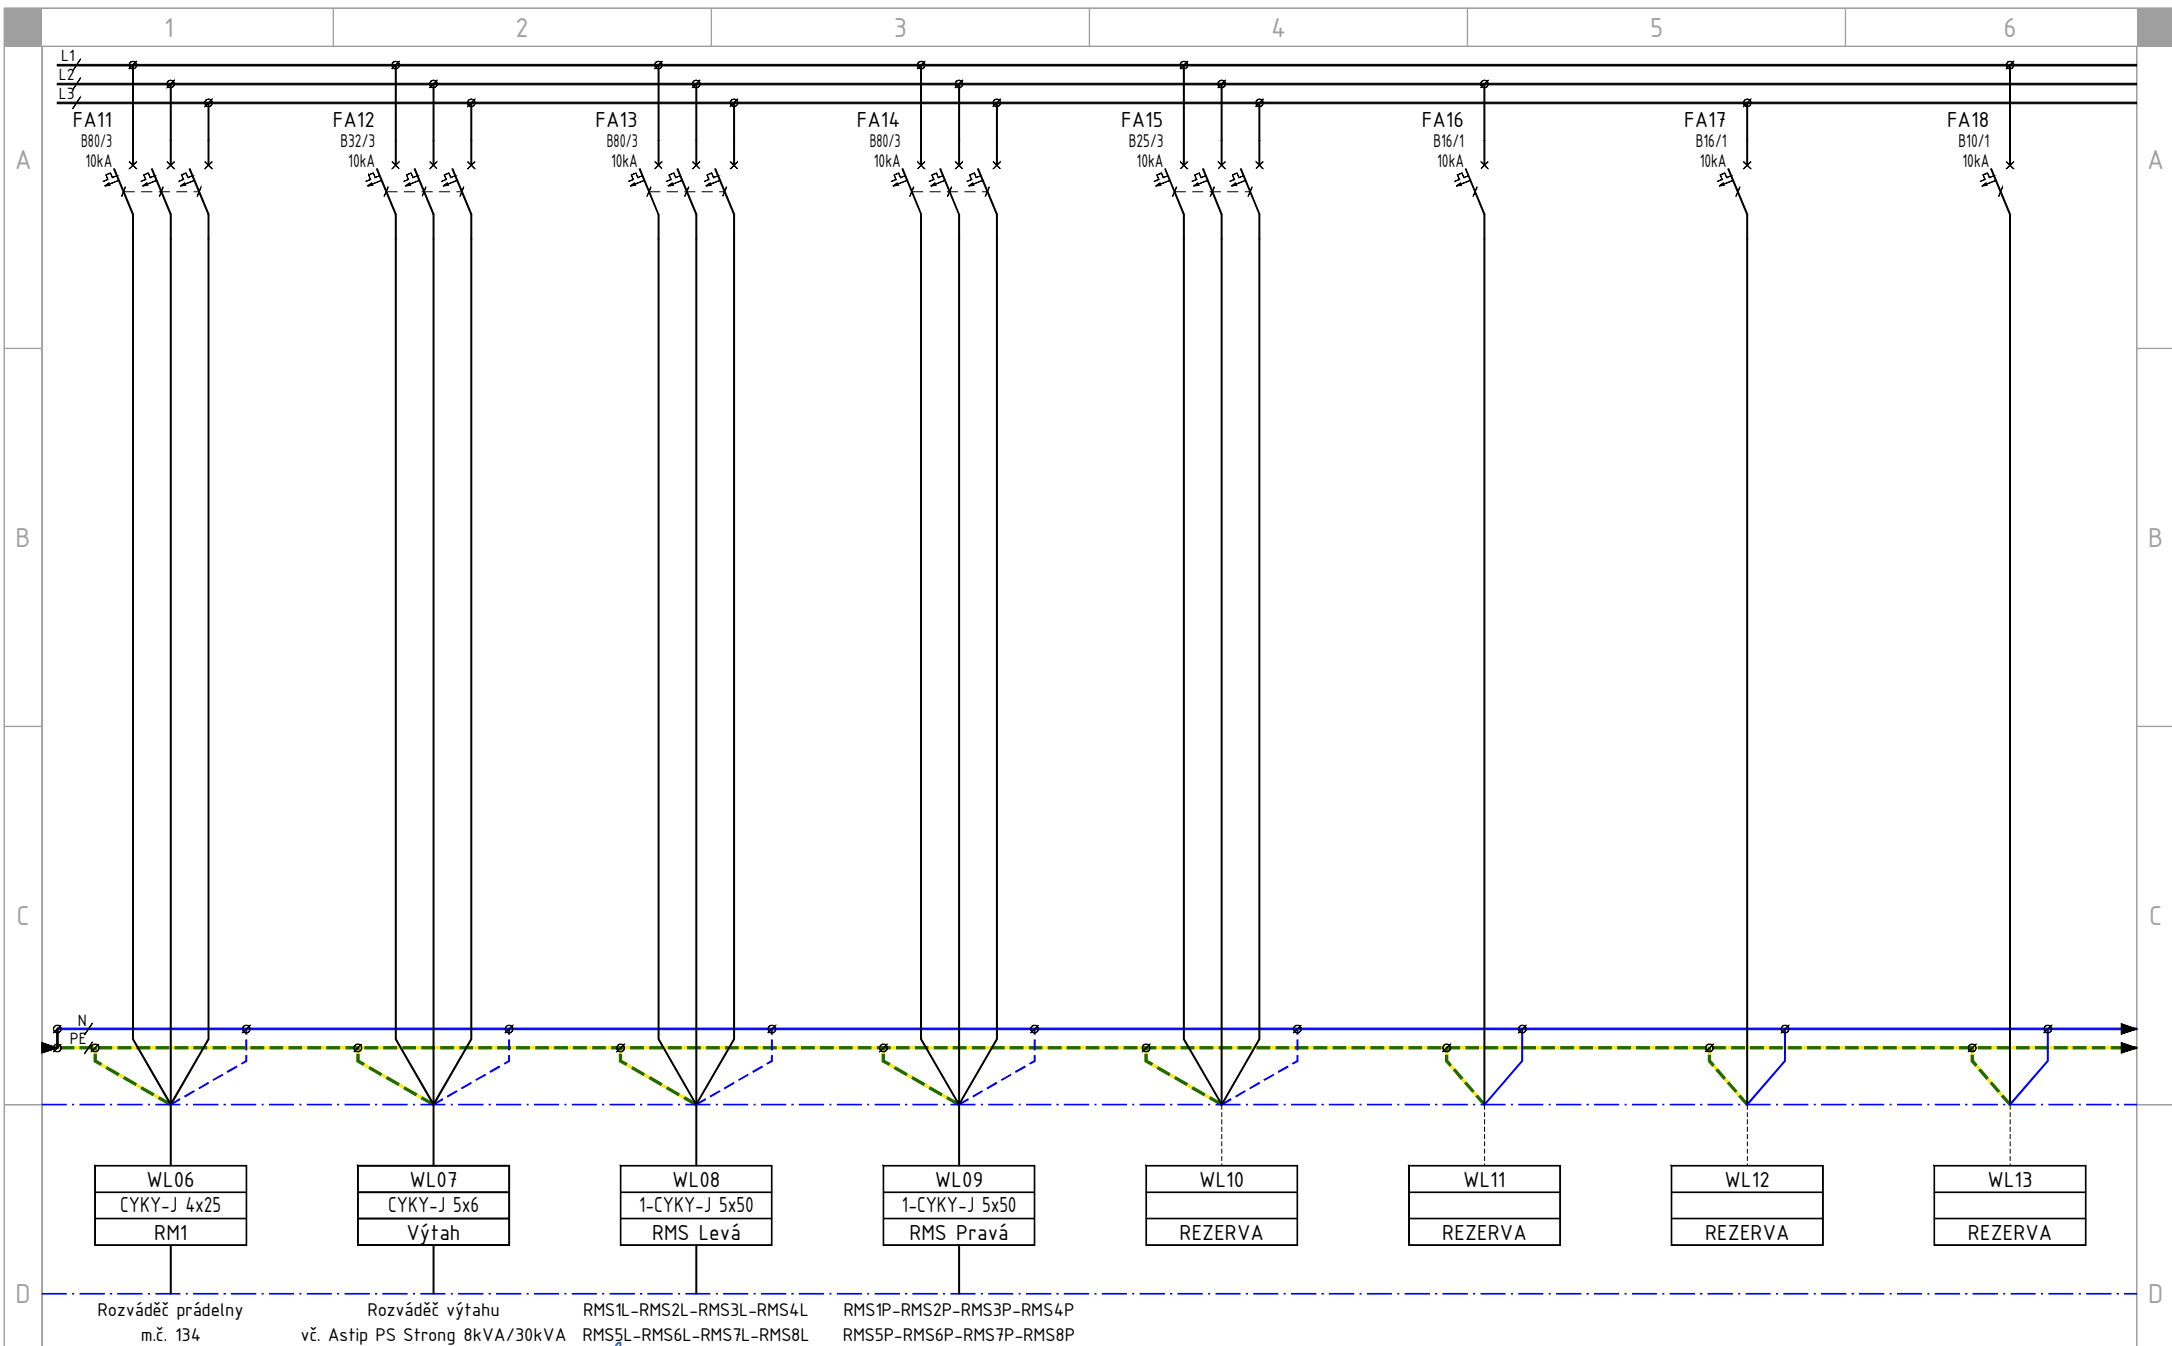 1 2 3 4 5 6
L1
L2
L3
FA11 FA12 FA13 FA14 FA15 FA16 FA17 FA18
B80/3 B32/3 B80/3 B80/3 B25/3 B16/1 B16/1 B10/1
A 10kA 10kA 10kA 10kA 10kA 10kA 10kA 10kA A
B B
C C
N
PE
WL06 WL07 WL08 WL09 WL10 WL11 WL12 WL13
CYKY-J 4x25 CYKY-J 5x6 1-CYKY-J 5x50 1-CYKY-J 5x50
RM1 Výtah RMS Levá RMS Pravá REZERVA REZERVA REZERVA REZERVA
D D
Rozváděč prádelny Rozváděč výtahu RMS1L-RMS2L-RMS3L-RMS4L RMS1P-RMS2P-RMS3P-RMS4P
m.č. 134 vč. Astip PS Strong 8kVA/30kVA RMS5L-RMS6L-RMS7L-RMS8L RMS5P-RMS6P-RMS7P-RMS8P